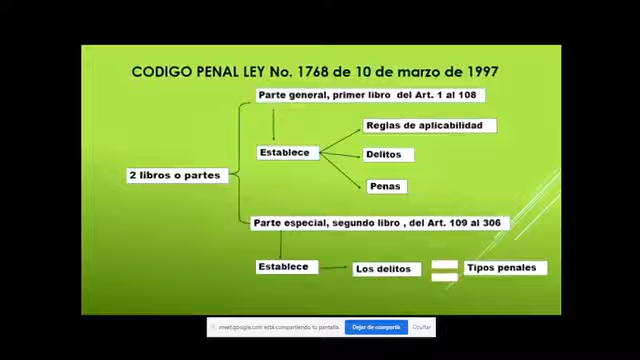 CODIGO PENAL LEY No. 1768 de 10 de marzo de 1997
Parte general, primer libro del Art. 1 al 108
Reglas de aplicabilidad
Establece
Delitos
Penas
2 libros o partes
Parte especial, segundo libro , del Art. 109 al 306
Establece
Los delitos
Tipos penales
meet.google.com está compartiendo tu pantalla.
Dejar de compartir
Ocultar